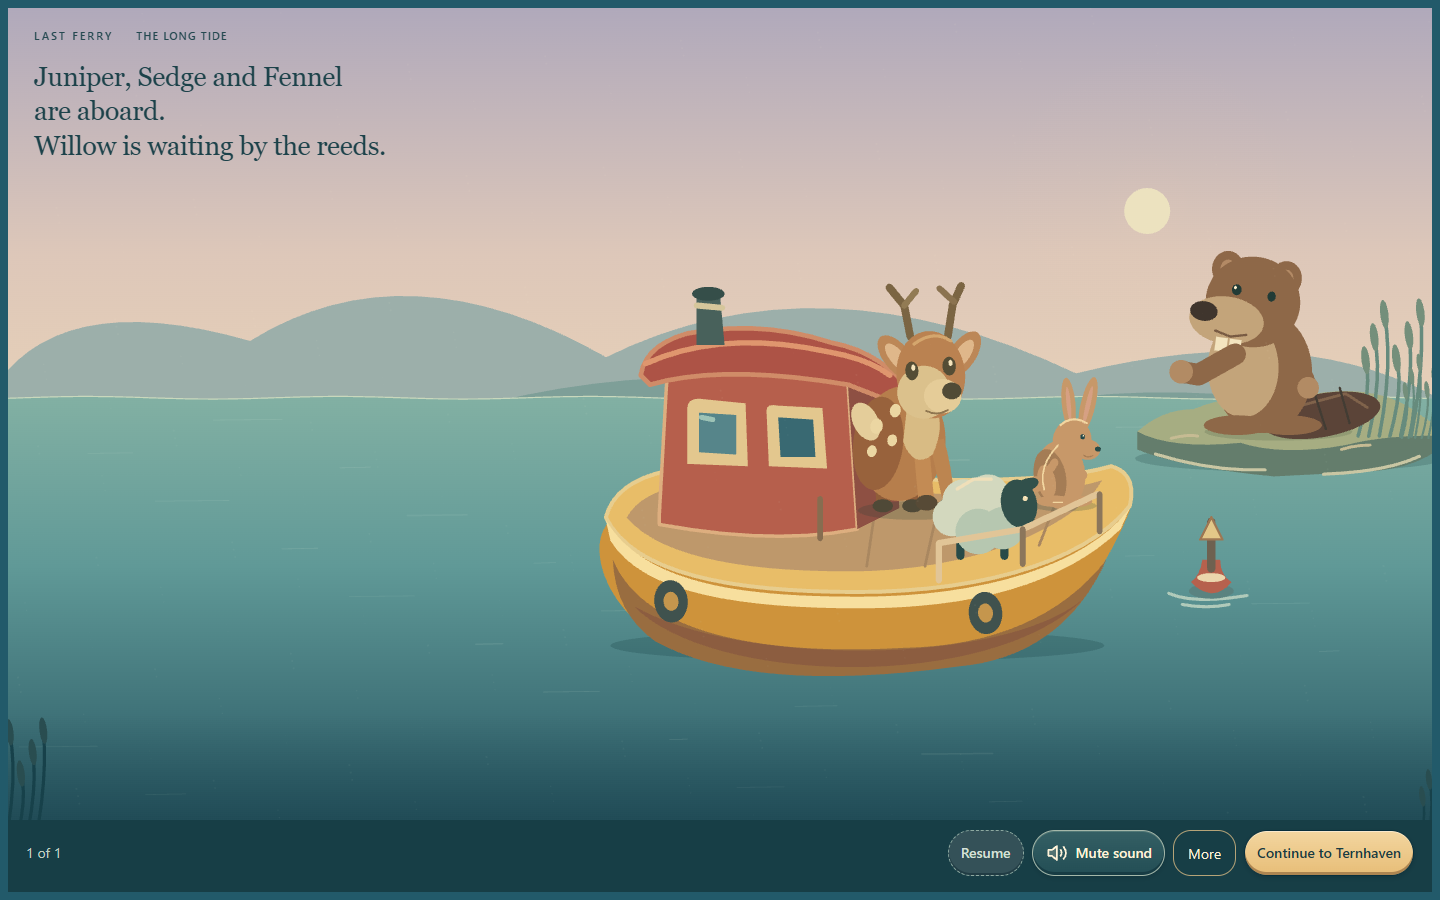 LAST FERRY THE LONG TIDE
Juniper, Sedge and Fennel
are aboard.
Willow is waiting by the reeds.
1 of 1
Resume
Mute sound
More
Continue to Ternhaven